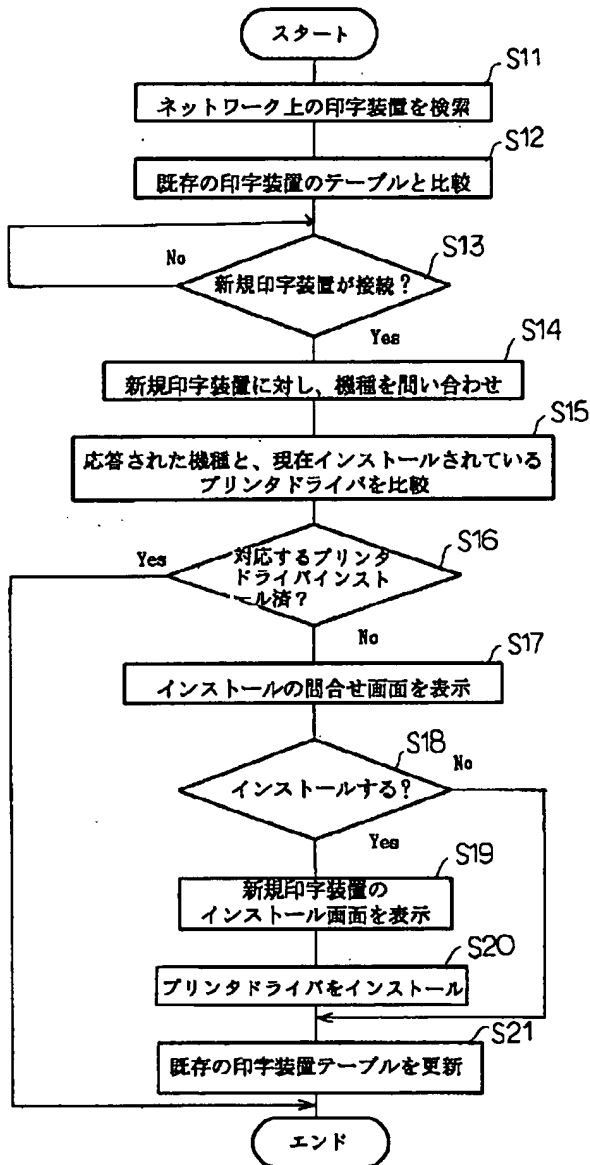 スタート
S11
ネットワーク上の印字装置を検索
S12
既存の印字装置のテーブルと比較
S13
No
新規印字装置が接続?
Yes
S14
新規印字装置に対し、機種を問い合わせ
S15
応答された機種と、現在インストールされている
プリンタドライバを比較
S16
Yes
対応するプリンタ
ドライバインスト
ール済?
No
S17
インストールの問合せ画面を表示
S18
No
インストールする?
Yes
S19
新規印字装置の
インストール画面を表示
S20
プリンタドライバをインストール
S21
既存の印字装置テーブルを更新
エンド